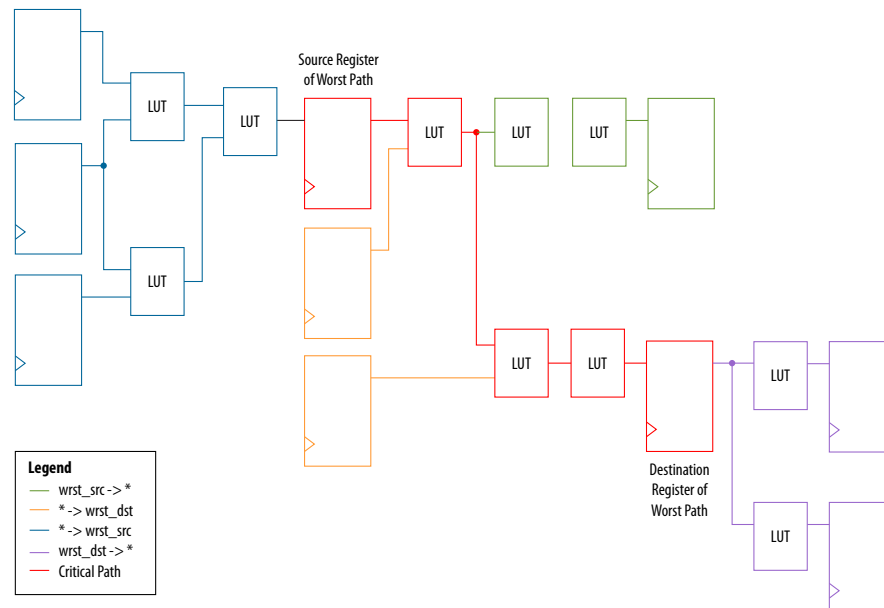 Source Register
of Worst Path
LUT
LUT
LUT
LUT
LUT
LUT
LUT
LUT
LUT
LUT
Destination
Register of
Worst Path
LUT
Legend
wrst_src -> *
* -> wrst_dst
* -> wrst_src
wrst_dst -> *
Critical Path